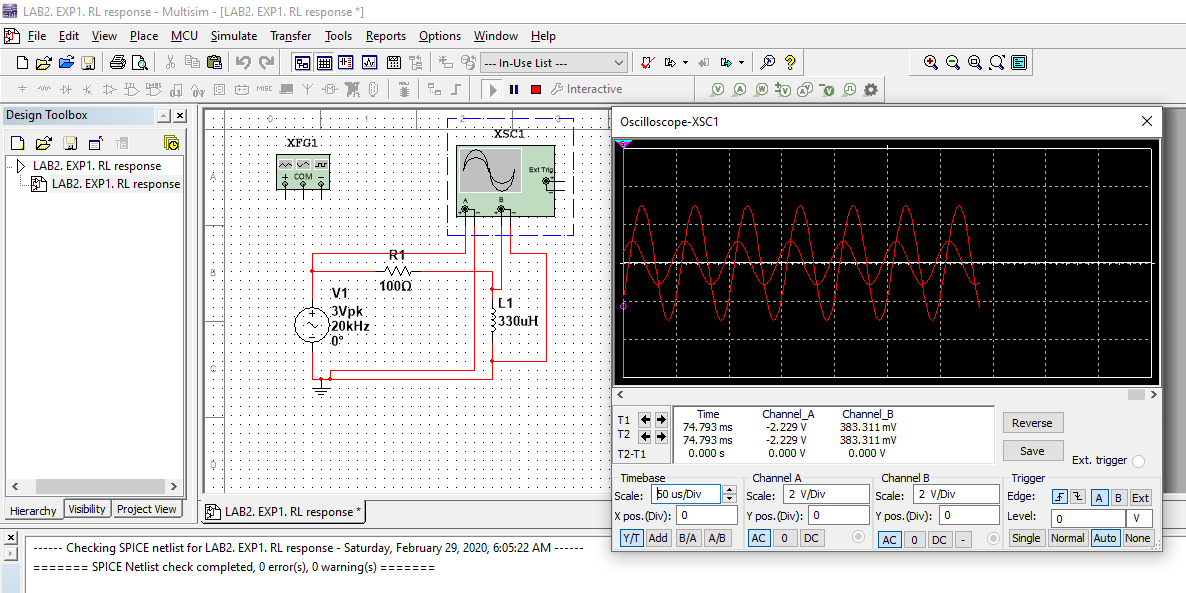 LAB2. EXP1. RL response - Multisim - [LAB2. EXP1. RL response *]
File Edit View Place MCU Simulate Transfer Tools Reports Options Window Help
--- In-Use List ---
MISC
Interactive
Design Toolbox
LAB2. EXP1. RL response
LAB2. EXP1. RL response
Hierarchy Visibility Project View
0 1 2 3
A
B
C
D
XFG1
COM
XSC1
Ext Trig
A B
R1
100Ω
V1
3Vpk
20kHz
0°
L1
330uH
LAB2. EXP1. RL response *
Oscilloscope-XSC1
Time Channel_A Channel_B
T1 74.793 ms -2.229 V 383.311 mV
T2 74.793 ms -2.229 V 383.311 mV
T2-T1 0.000 s 0.000 V 0.000 V
Reverse
Save
Ext. trigger
Timebase Channel A Channel B Trigger
Scale: 50 us/Div Scale: 2 V/Div Scale: 2 V/Div Edge: A B Ext
X pos.(Div): 0 Y pos.(Div): 0 Y pos.(Div): 0 Level: 0 V
Y/T Add B/A A/B AC 0 DC AC 0 DC - Single Normal Auto None
------ Checking SPICE netlist for LAB2. EXP1. RL response - Saturday, February 29, 2020, 6:05:22 AM ------
======= SPICE Netlist check completed, 0 error(s), 0 warning(s) =======